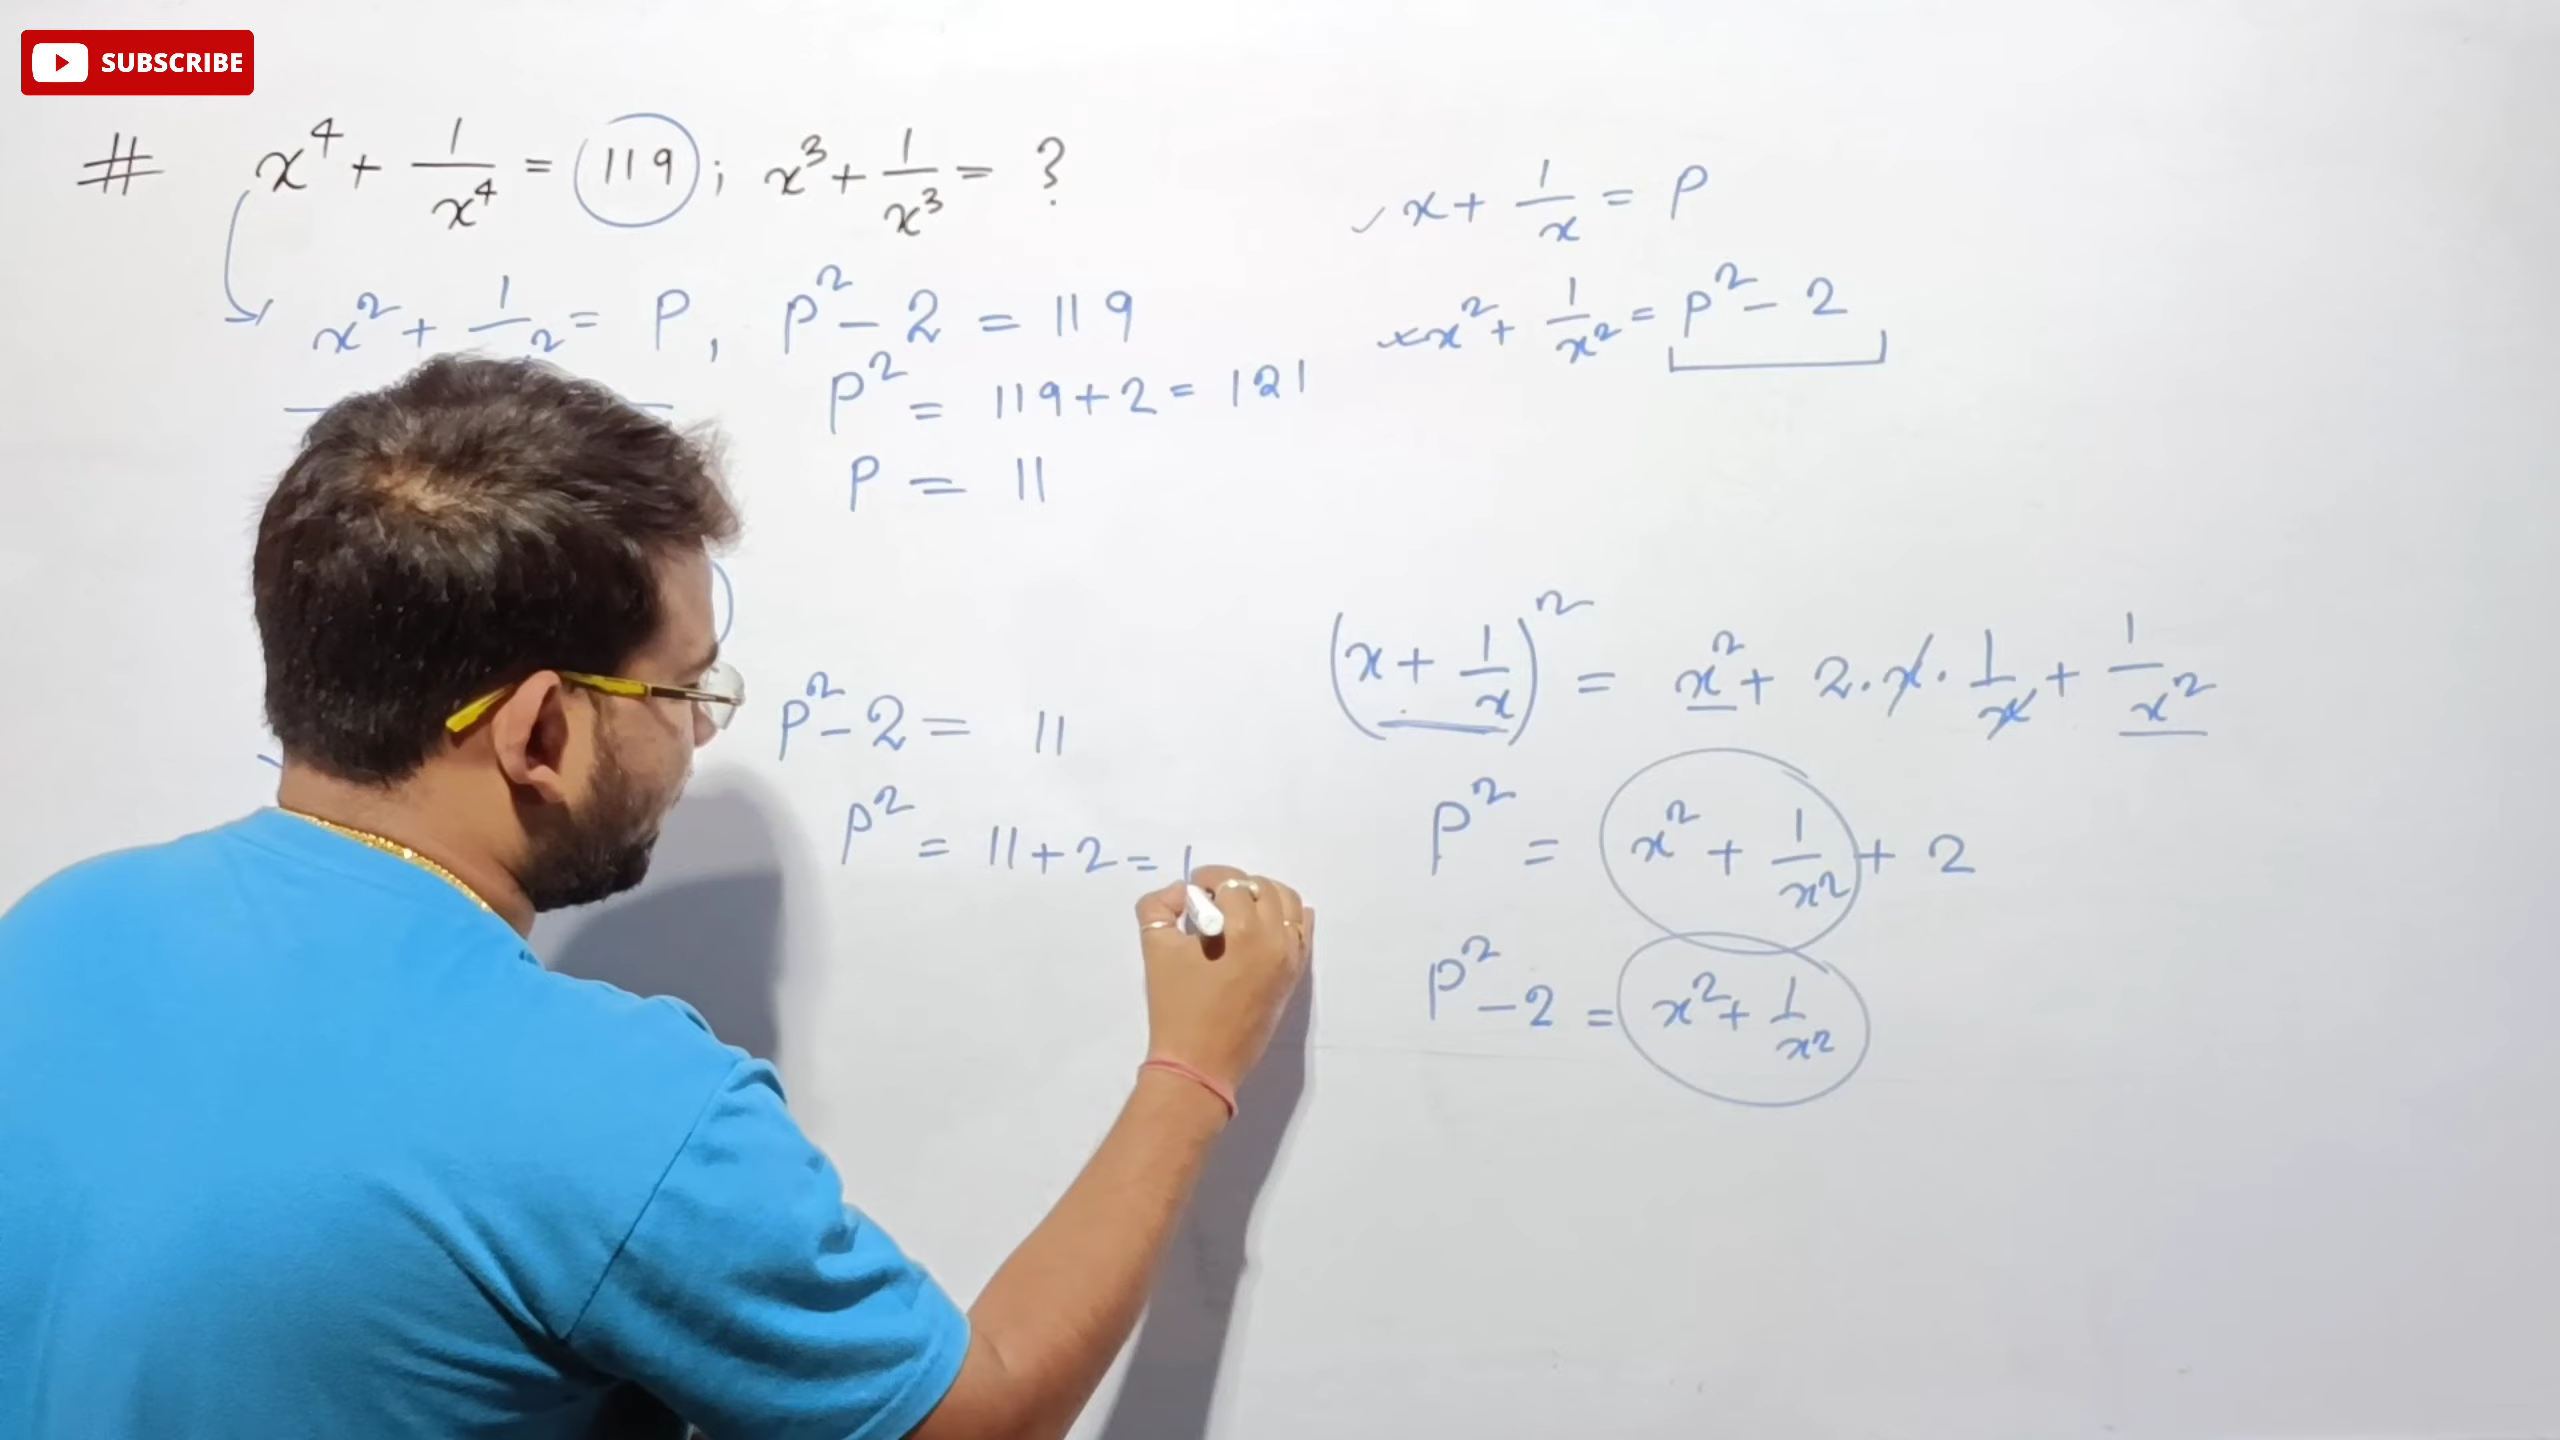 SUBSCRIBE
# x⁴ + 1/x⁴ = 119 ; x³ + 1/x³ = ?
x² + 1/ ² = P , P² - 2 = 119
P² = 119 + 2 = 121
P = 11
P² - 2 = 11
P² = 11 + 2 = 1
✓ x + 1/x = P
x² + 1/x² = P² - 2
(x + 1/x)² = x² + 2 . x . 1/x + 1/x²
P² = x² + 1/x² + 2
P² - 2 = x² + 1/x²